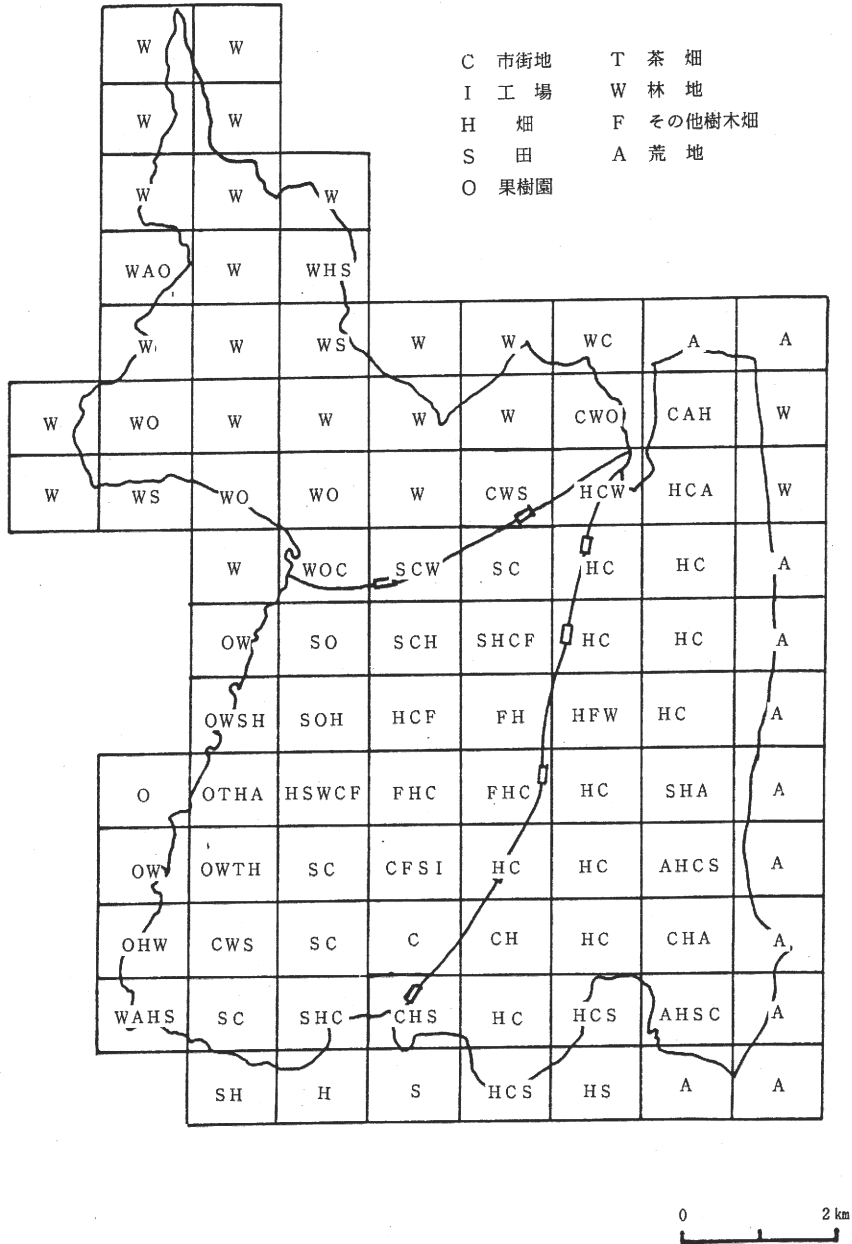 C 市街地 T 茶畑
I 工場 W 林地
H 畑 F その他樹木畑
S 田 A 荒地
O 果樹園
W W
W W
W W W
WAO W WHS
W W WS W W WC A A
W WO W W W W CWO CAH W
W WS WO WO W CWS HCW HCA W
W WOC SCW SC HC HC A
OW SO SCH SHCF HC HC A
OWSH SOH HCF FH HFW HC A
O OTHA HSWCF FHC FHC HC SHA A
OW OWTH SC CFSI HC HC AHCS A
OHW CWS SC C CH HC CHA A
WAHS SC SHC CHS HC HCS AHSC A
SH H S HCS HS A A
0 2km